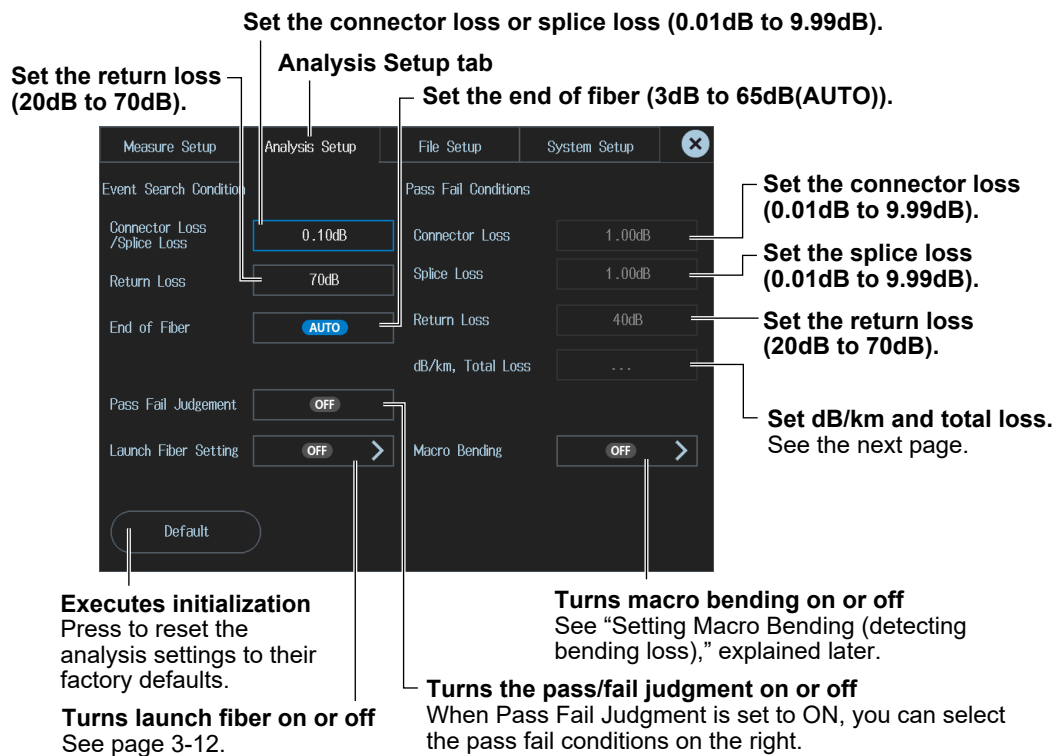 Set the connector loss or splice loss (0.01dB to 9.99dB).
Analysis Setup tab
Set the return loss
(20dB to 70dB).
Set the end of fiber (3dB to 65dB(AUTO)).
Measure Setup
Analysis Setup
File Setup
System Setup
Event Search Condition
Pass Fail Conditions
Connector Loss
/Splice Loss
0.10dB
Connector Loss
1.00dB
Set the connector loss
(0.01dB to 9.99dB).
Return Loss
70dB
Splice Loss
1.00dB
Set the splice loss
(0.01dB to 9.99dB).
End of Fiber
AUTO
Return Loss
40dB
Set the return loss
(20dB to 70dB).
dB/km, Total Loss
...
Set dB/km and total loss.
See the next page.
Pass Fail Judgement
OFF
Launch Fiber Setting
OFF
Macro Bending
OFF
Default
Executes initialization
Press to reset the
analysis settings to their
factory defaults.
Turns macro bending on or off
See “Setting Macro Bending (detecting
bending loss),” explained later.
Turns the pass/fail judgment on or off
When Pass Fail Judgment is set to ON, you can select
the pass fail conditions on the right.
Turns launch fiber on or off
See page 3-12.